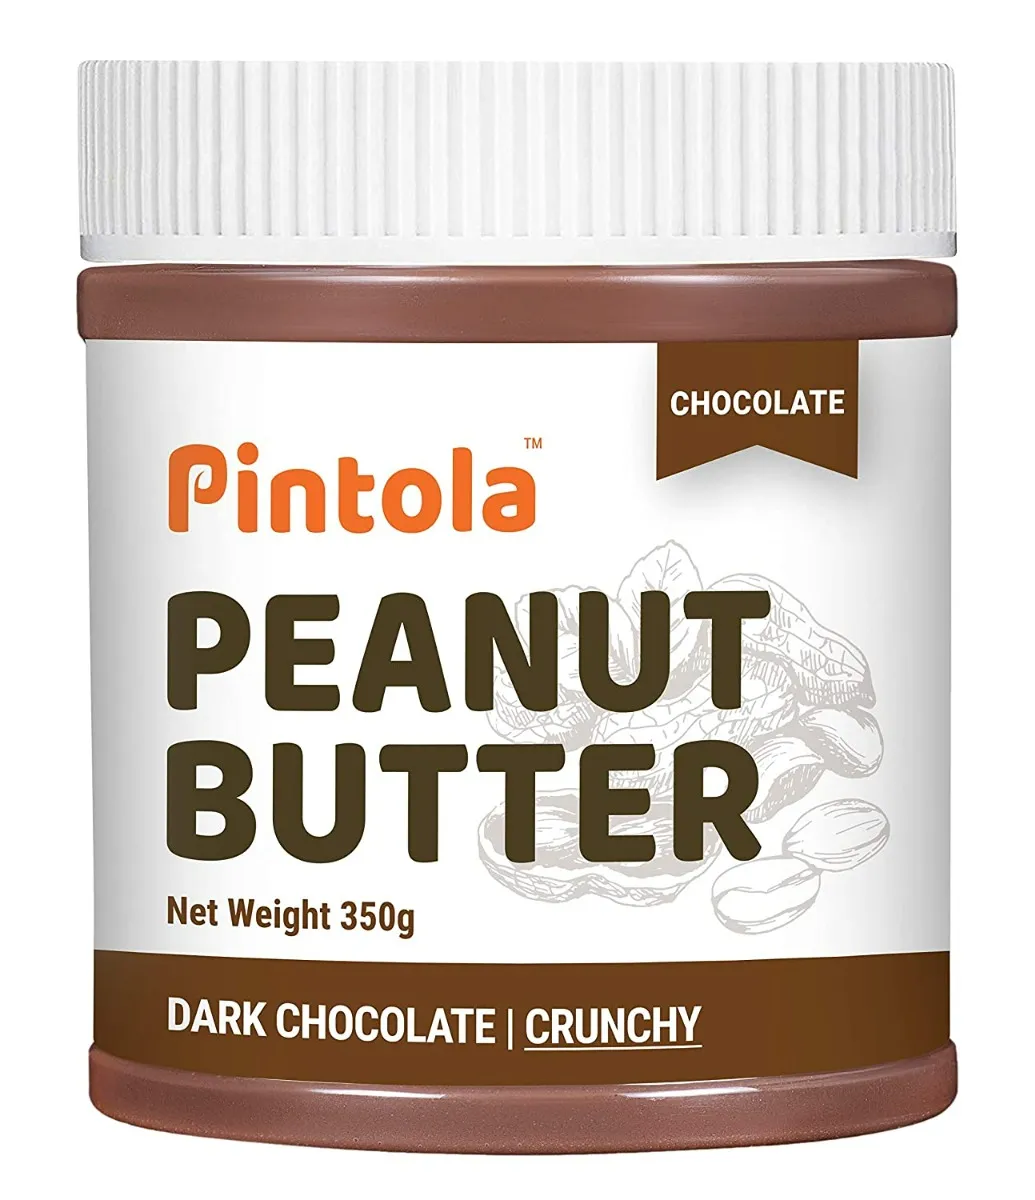 CHOCOLATE
Pintola™
PEANUT
BUTTER
Net Weight 350g
DARK CHOCOLATE | CRUNCHY